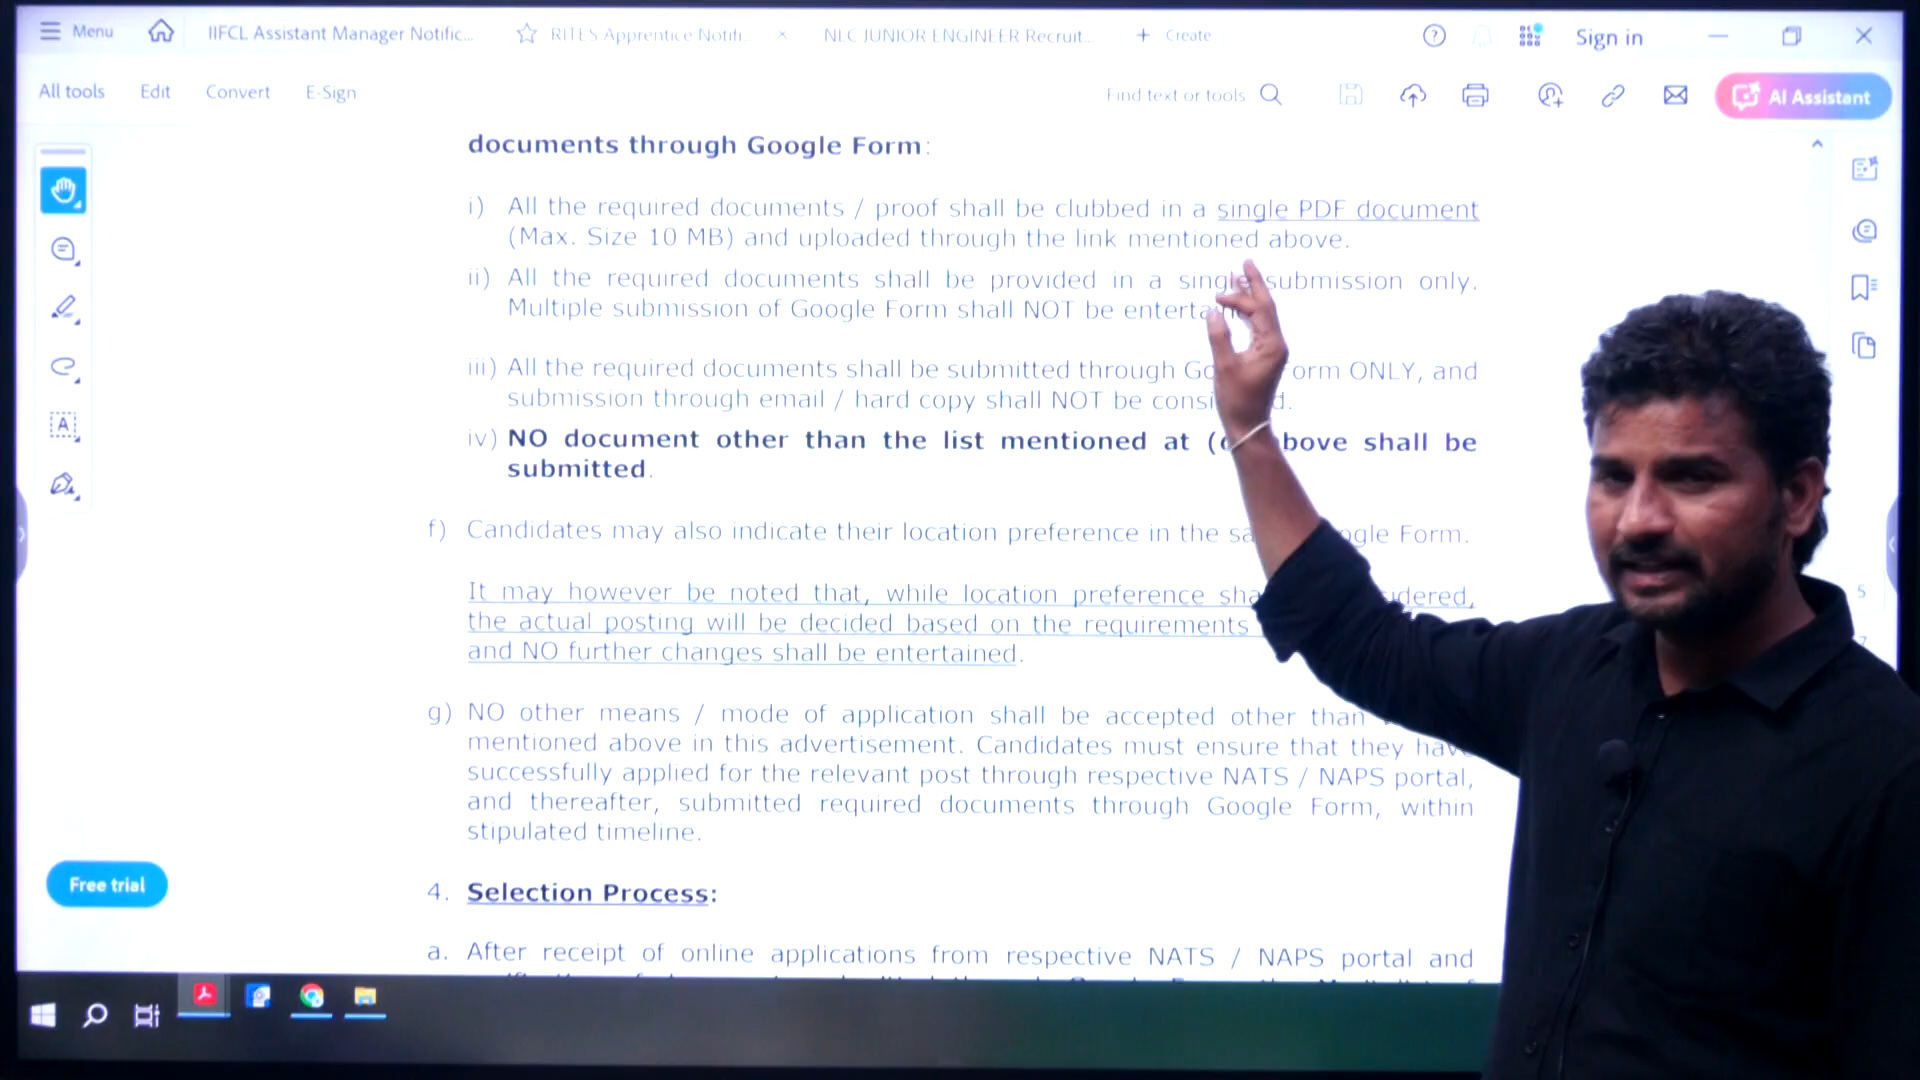 Menu
IIFCL Assistant Manager Notific...
RITES Apprentice Notifi
NLC JUNIOR ENGINEER Recruit...
Create
Sign in
All tools
Edit
Convert
E-Sign
Find text or tools
AI Assistant
documents through Google Form:
i) All the required documents / proof shall be clubbed in a single PDF document
(Max. Size 10 MB) and uploaded through the link mentioned above.
ii) All the required documents shall be provided in a single submission only.
Multiple submission of Google Form shall NOT be
iii) All the required documents shall be submitted through ONLY, and
submission through email / hard copy shall NOT be
iv) NO document other than the list mentioned at shall be
submitted.
f) Candidates may also indicate their location preference in the Form.
It may however be noted that, while location preference
the actual posting will be decided based on the requirements
and NO further changes shall be entertained.
g) NO other means / mode of application shall be accepted other than
mentioned above in this advertisement. Candidates must ensure that they have
successfully applied for the relevant post through respective NATS / NAPS portal,
and thereafter, submitted required documents through Google Form, within
stipulated timeline.
4. Selection Process:
a. After receipt of online applications from respective NATS / NAPS portal and
5
Free trial